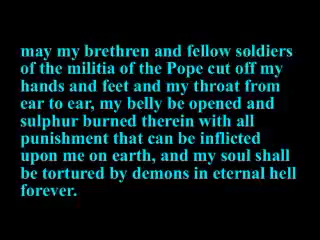 may my brethren and fellow soldiers
of the militia of the Pope cut off my
hands and feet and my throat from
ear to ear, my belly be opened and
sulphur burned therein with all
punishment that can be inflicted
upon me on earth, and my soul shall
be tortured by demons in eternal hell
forever.